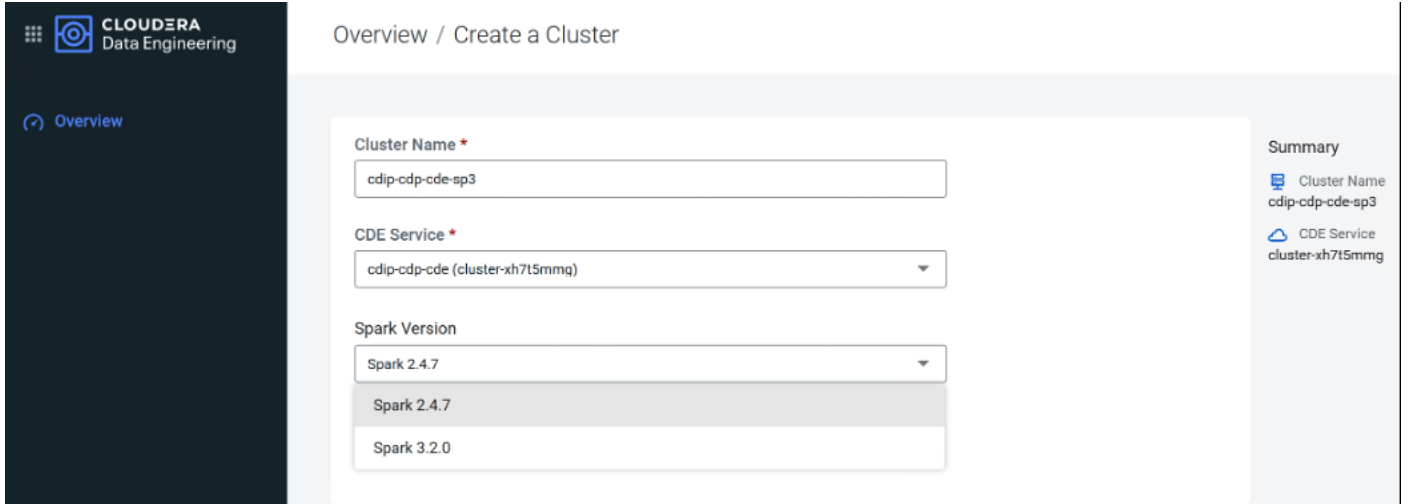 CLOUDERA
Data Engineering
Overview
Overview / Create a Cluster
Cluster Name *
cdip-cdp-cde-sp3
CDE Service *
cdip-cdp-cde (cluster-xh7t5mmg)
Spark Version
Spark 2.4.7
Spark 2.4.7
Spark 3.2.0
Summary
Cluster Name
cdip-cdp-cde-sp3
CDE Service
cluster-xh7t5mmg